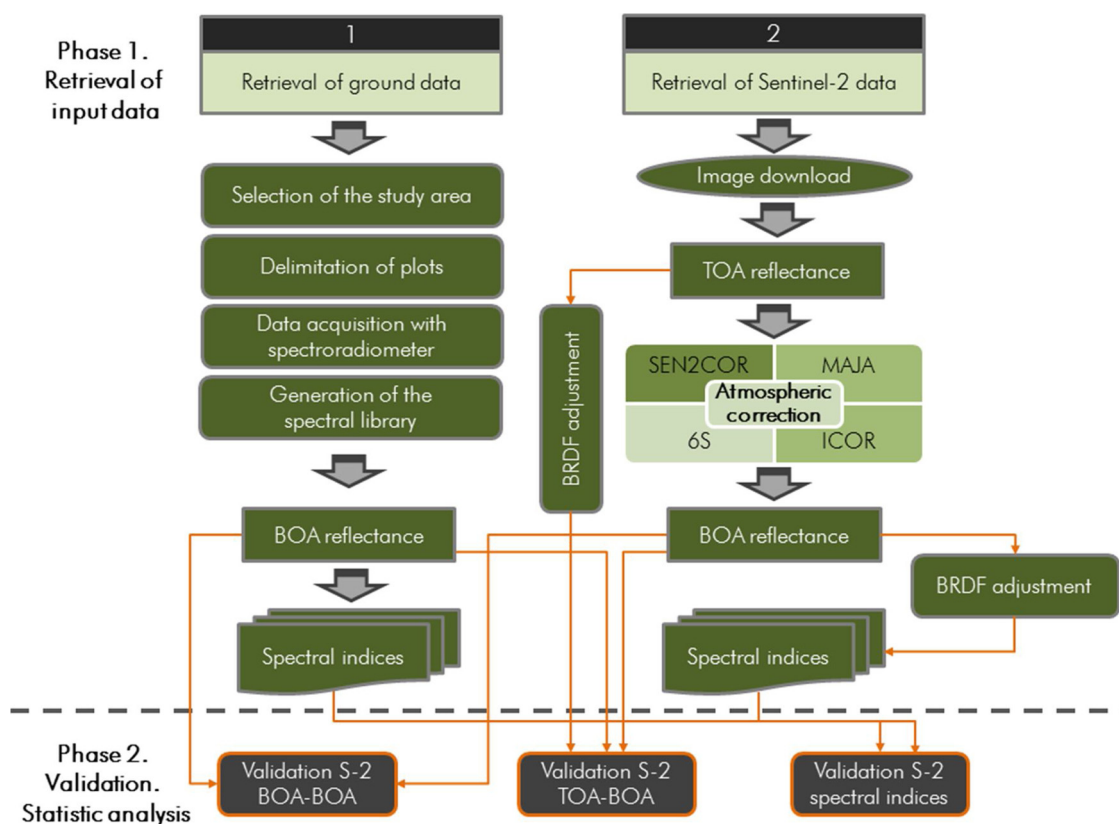 Phase 1.
Retrieval of
input data
1
Retrieval of ground data
Selection of the study area
Delimitation of plots
Data acquisition with
spectroradiometer
Generation of the
spectral library
BOA reflectance
Spectral indices
2
Retrieval of Sentinel-2 data
Image download
TOA reflectance
BRDF adjustment
SEN2COR
MAJA
Atmospheric
correction
6S
ICOR
BOA reflectance
BRDF adjustment
Spectral indices
Phase 2.
Validation.
Statistic analysis
Validation S-2
BOA-BOA
Validation S-2
TOA-BOA
Validation S-2
spectral indices